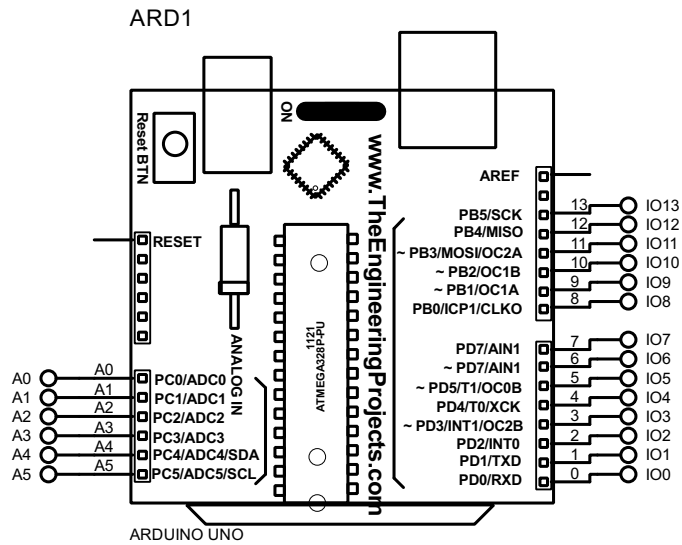 ARD1
ON
Reset BTN
www.TheEngineeringProjects.com
AREF
PB5/SCK 13 IO13
PB4/MISO 12 IO12
~ PB3/MOSI/OC2A 11 IO11
~ PB2/OC1B 10 IO10
~ PB1/OC1A 9 IO9
PB0/ICP1/CLKO 8 IO8
RESET
ANALOG IN
1121
ATMEGA328P-PU
PD7/AIN1 7 IO7
~ PD7/AIN1 6 IO6
~ PD5/T1/OC0B 5 IO5
PD4/T0/XCK 4 IO4
~ PD3/INT1/OC2B 3 IO3
PD2/INT0 2 IO2
PD1/TXD 1 IO1
PD0/RXD 0 IO0
A0 A0 PC0/ADC0
A1 A1 PC1/ADC1
A2 A2 PC2/ADC2
A3 A3 PC3/ADC3
A4 A4 PC4/ADC4/SDA
A5 A5 PC5/ADC5/SCL
ARDUINO UNO